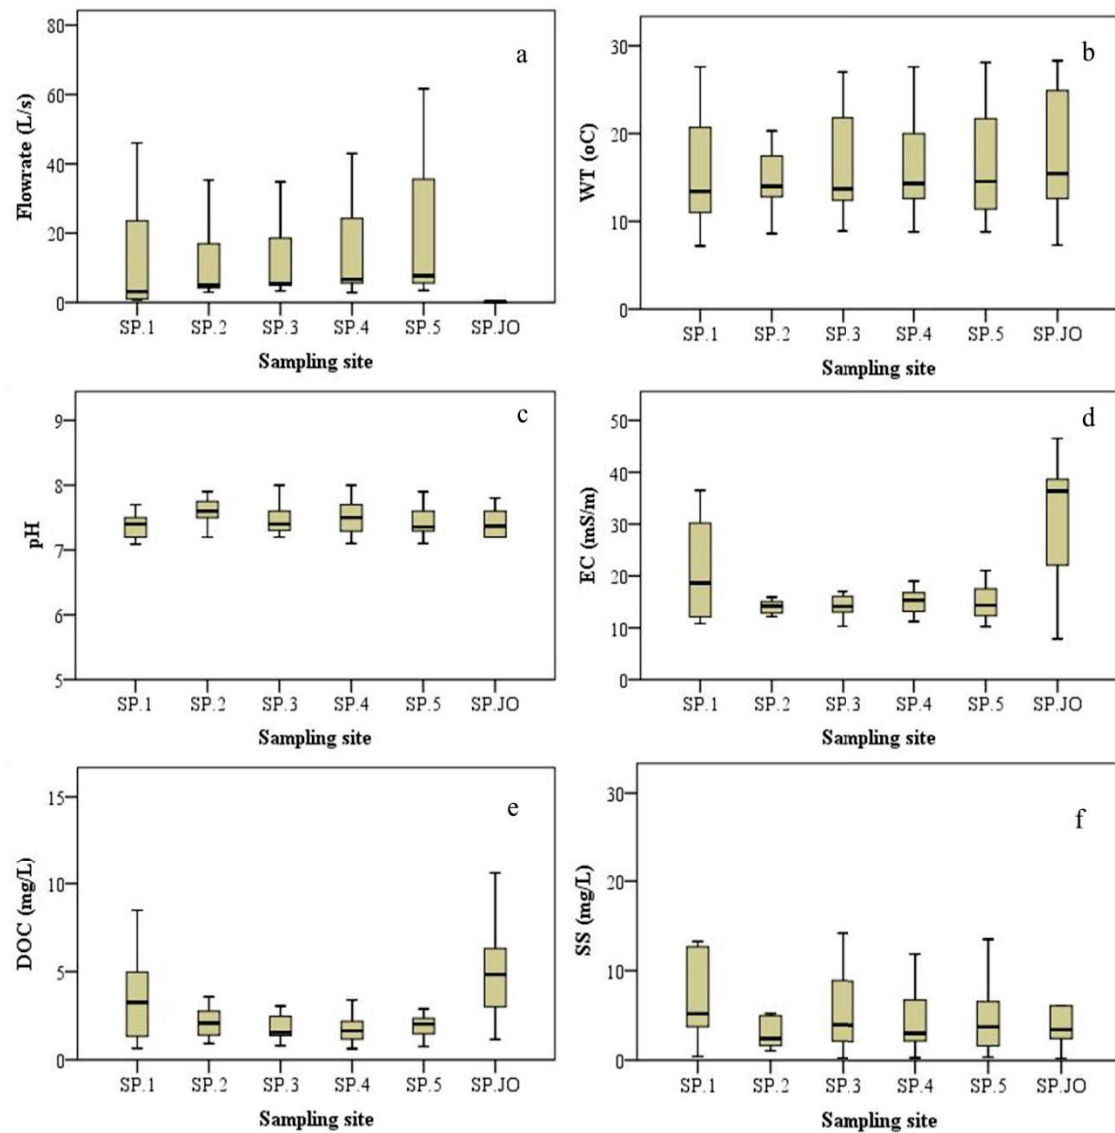 a
Flowrate (L/s)
80
60
40
20
0
SP.1 SP.2 SP.3 SP.4 SP.5 SP.JO
Sampling site
b
WT (oC)
30
20
10
0
SP.1 SP.2 SP.3 SP.4 SP.5 SP.JO
Sampling site
c
pH
9
8
7
6
5
SP.1 SP.2 SP.3 SP.4 SP.5 SP.JO
Sampling site
d
EC (mS/m)
50
40
30
20
10
0
SP.1 SP.2 SP.3 SP.4 SP.5 SP.JO
Sampling site
e
DOC (mg/L)
15
10
5
0
SP.1 SP.2 SP.3 SP.4 SP.5 SP.JO
Sampling site
f
SS (mg/L)
30
20
10
0
SP.1 SP.2 SP.3 SP.4 SP.5 SP.JO
Sampling site